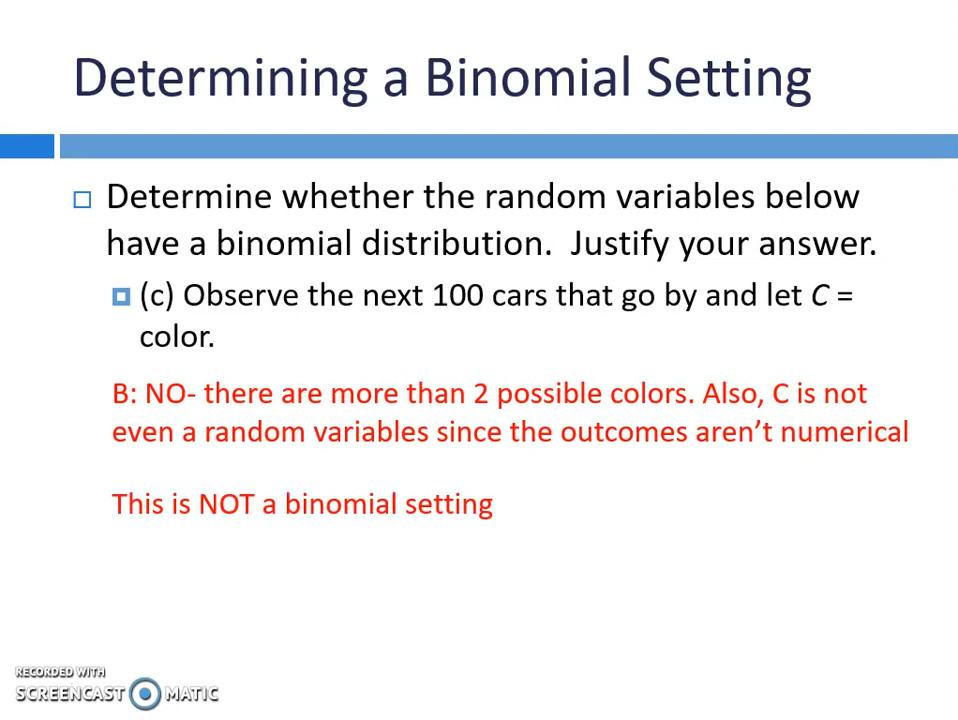 Determining a Binomial Setting
Determine whether the random variables below
have a binomial distribution.  Justify your answer.
(c) Observe the next 100 cars that go by and let C =
color.
B: NO- there are more than 2 possible colors. Also, C is not
even a random variables since the outcomes aren’t numerical
This is NOT a binomial setting
RECORDED WITH
SCREENCAST MATIC